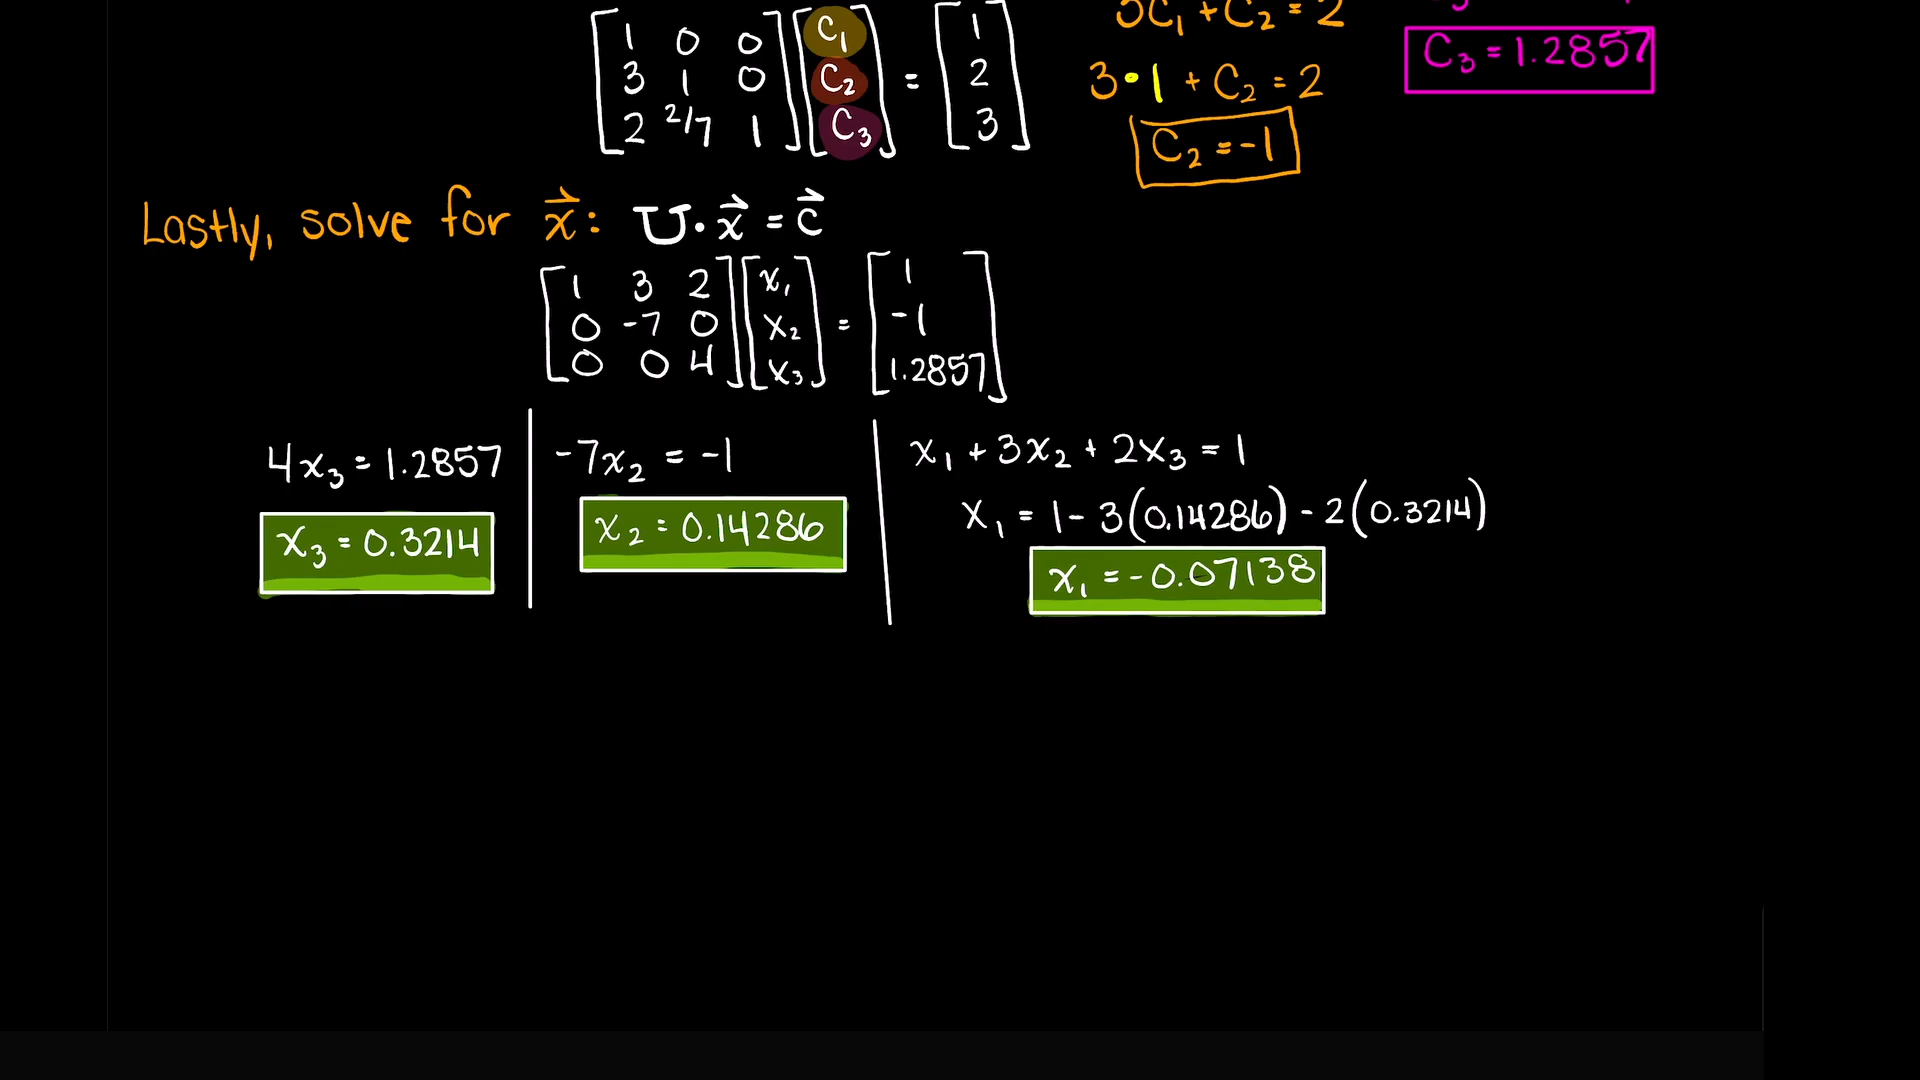 [1 0 0; 3 1 0; 2 2/7 1] [C₁; C₂; C₃] = [1; 2; 3]
3C₁ + C₂ = 2
3 • 1 + C₂ = 2
C₂ = -1
C₃ = 1.2857
Lastly, solve for x⃗: U · x⃗ = c⃗
[1 3 2; 0 -7 0; 0 0 4] [x₁; x₂; x₃] = [1; -1; 1.2857]
4x₃ = 1.2857
x₃ = 0.3214
-7x₂ = -1
x₂ = 0.14286
x₁ + 3x₂ + 2x₃ = 1
x₁ = 1 - 3(0.14286) - 2(0.3214)
x₁ = -0.07138